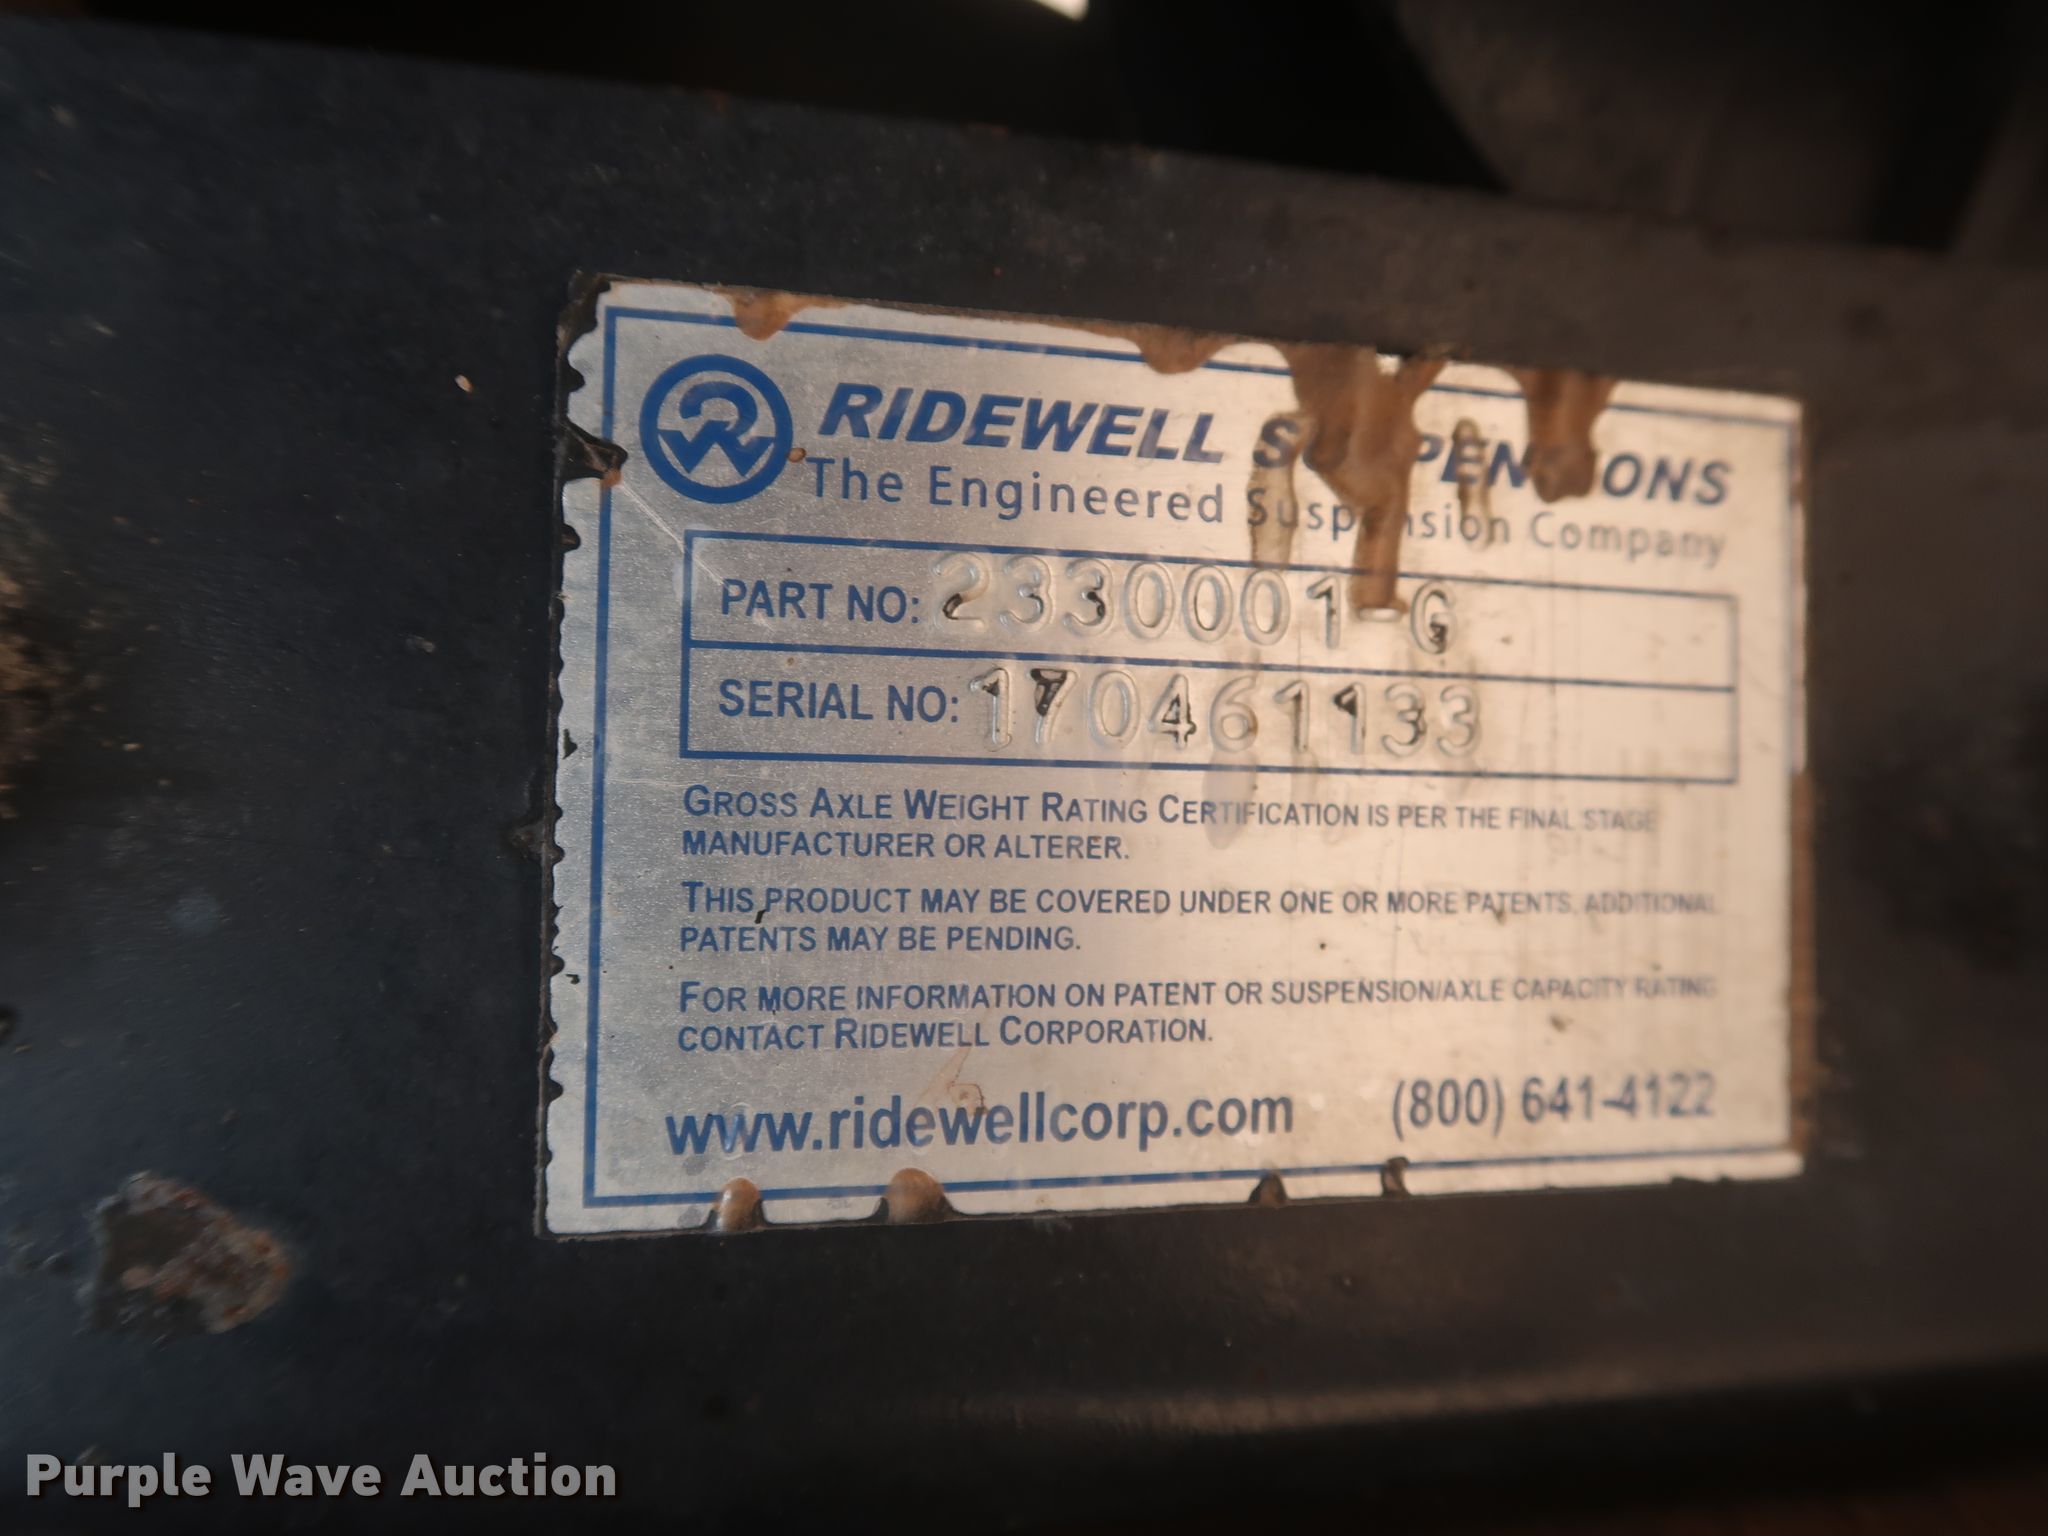 RIDEWELL SUSPENSIONS
The Engineered Suspension Company
PART NO: 2330001-G
SERIAL NO: 170461133
GROSS AXLE WEIGHT RATING CERTIFICATION IS PER THE FINAL STAGE
MANUFACTURER OR ALTERER.
THIS PRODUCT MAY BE COVERED UNDER ONE OR MORE PATENTS, ADDITIONAL
PATENTS MAY BE PENDING.
FOR MORE INFORMATION ON PATENT OR SUSPENSION/AXLE CAPACITY RATING
CONTACT RIDEWELL CORPORATION.
www.ridewellcorp.com (800) 641-4122
Purple Wave Auction